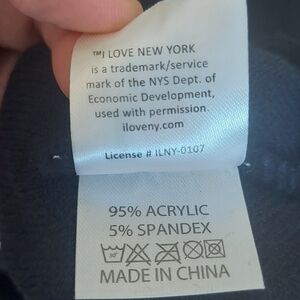 ™I LOVE NEW YORK
is a trademark/service
mark of the NYS Dept. of
Economic Development,
used with permission.
iloveny.com
License # ILNY-0107
95% ACRYLIC
5% SPANDEX
MADE IN CHINA